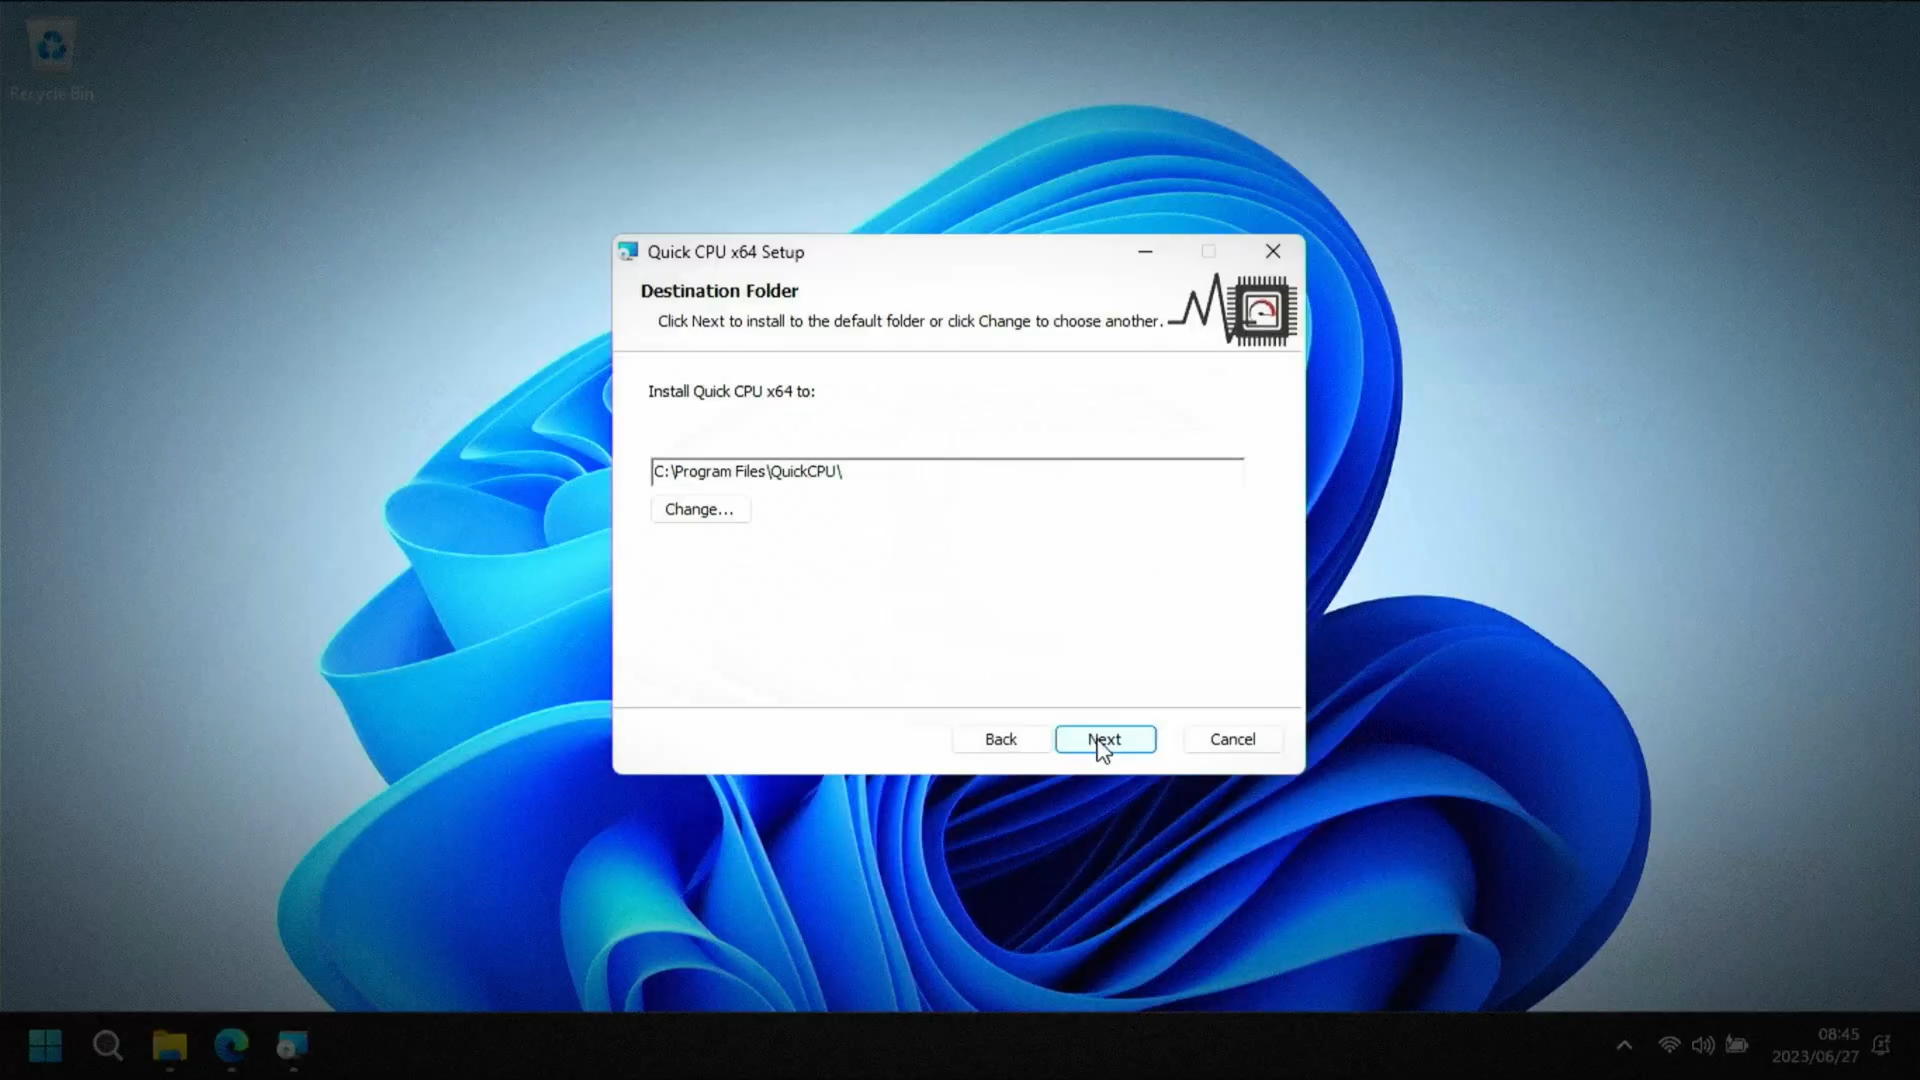 Recycle Bin
Quick CPU x64 Setup
Destination Folder
Click Next to install to the default folder or click Change to choose another.
Install Quick CPU x64 to:
C:\Program Files\QuickCPU\
Change...
Back
Next
Cancel
08:45
2023/06/27